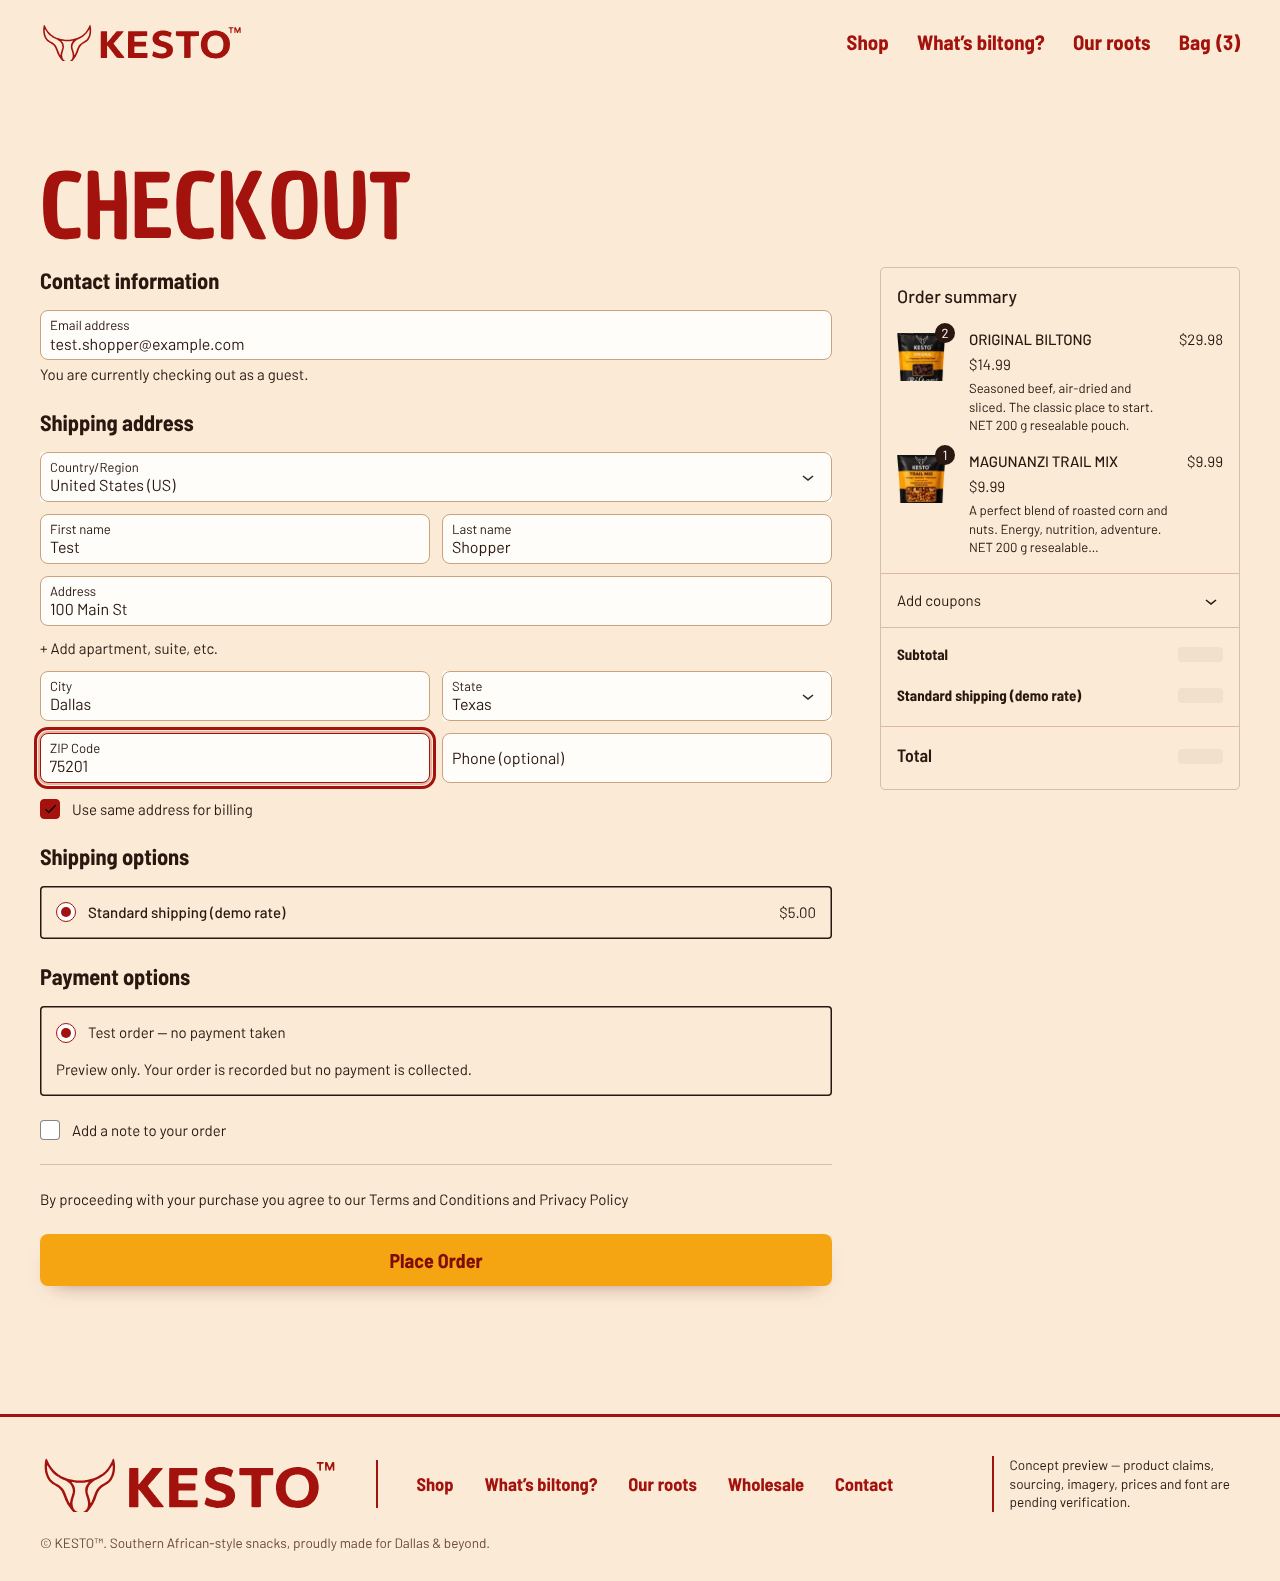 KESTO™
Shop
What's biltong?
Our roots
Bag (3)
CHECKOUT
Contact information
Email address
test.shopper@example.com
You are currently checking out as a guest.
Shipping address
Country/Region
United States (US)
First name
Test
Last name
Shopper
Address
100 Main St
+ Add apartment, suite, etc.
City
Dallas
State
Texas
ZIP Code
75201
Phone (optional)
Use same address for billing
Shipping options
Standard shipping (demo rate)
$5.00
Payment options
Test order — no payment taken
Preview only. Your order is recorded but no payment is collected.
Add a note to your order
By proceeding with your purchase you agree to our Terms and Conditions and Privacy Policy
Place Order
Order summary
2
KESTO
ORIGINAL BILTONG
$29.98
$14.99
Seasoned beef, air-dried and
sliced. The classic place to start.
NET 200 g resealable pouch.
1
KESTO
TRAIL MIX
MAGUNANZI TRAIL MIX
$9.99
$9.99
A perfect blend of roasted corn and
nuts. Energy, nutrition, adventure.
NET 200 g resealable…
Add coupons
Subtotal
Standard shipping (demo rate)
Total
KESTO™
Shop
What's biltong?
Our roots
Wholesale
Contact
Concept preview — product claims,
sourcing, imagery, prices and font are
pending verification.
© KESTO™. Southern African-style snacks, proudly made for Dallas & beyond.